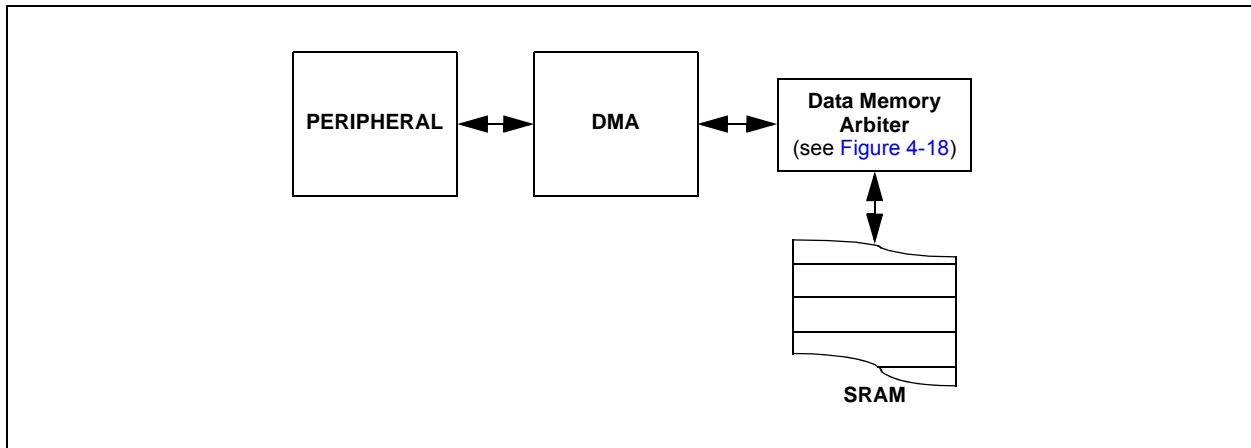 PERIPHERAL
DMA
Data Memory
Arbiter
(see Figure 4-18)
SRAM